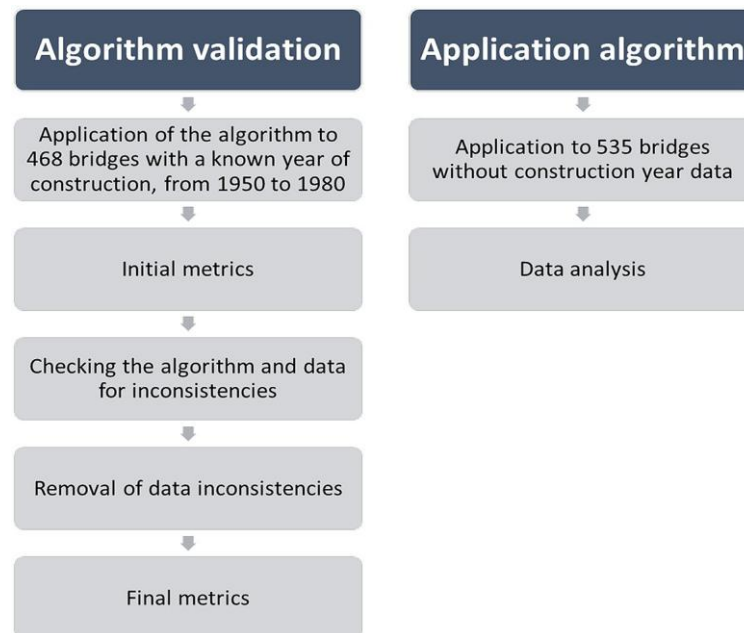 Algorithm validation
Application of the algorithm to
468 bridges with a known year of
construction, from 1950 to 1980
Initial metrics
Checking the algorithm and data
for inconsistencies
Removal of data inconsistencies
Final metrics
Application algorithm
Application to 535 bridges
without construction year data
Data analysis